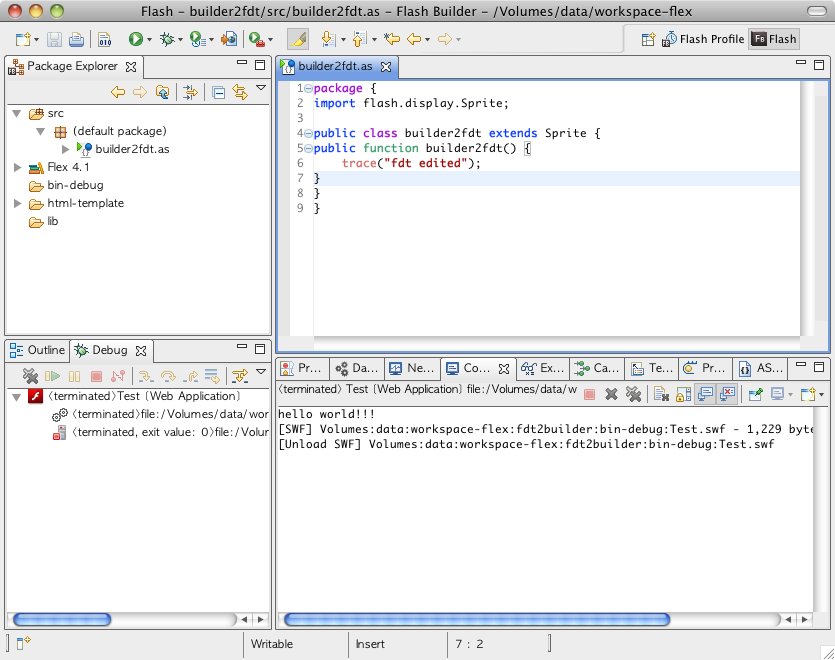 Flash – builder2fdt/src/builder2fdt.as – Flash Builder – /Volumes/data/workspace-flex
Flash Profile
Fb Flash
Package Explorer
src
(default package)
builder2fdt.as
Flex 4.1
bin-debug
html-template
lib
builder2fdt.as
1 package {
2 import flash.display.Sprite;
3
4 public class builder2fdt extends Sprite {
5 public function builder2fdt() {
6 trace("fdt edited");
7 }
8 }
9 }
Outline
Debug
<terminated>Test [Web Application]
<terminated>file:/Volumes/data/wor
<terminated, exit value: 0>file:/Volur
Pr...
Da...
Ne...
Co...
Ex...
Ca...
Te...
Pr...
AS...
<terminated> Test [Web Application] file:/Volumes/data/w
hello world!!!
[SWF] Volumes:data:workspace-flex:fdt2builder:bin-debug:Test.swf - 1,229 byte
[Unload SWF] Volumes:data:workspace-flex:fdt2builder:bin-debug:Test.swf
Writable
Insert
7 : 2